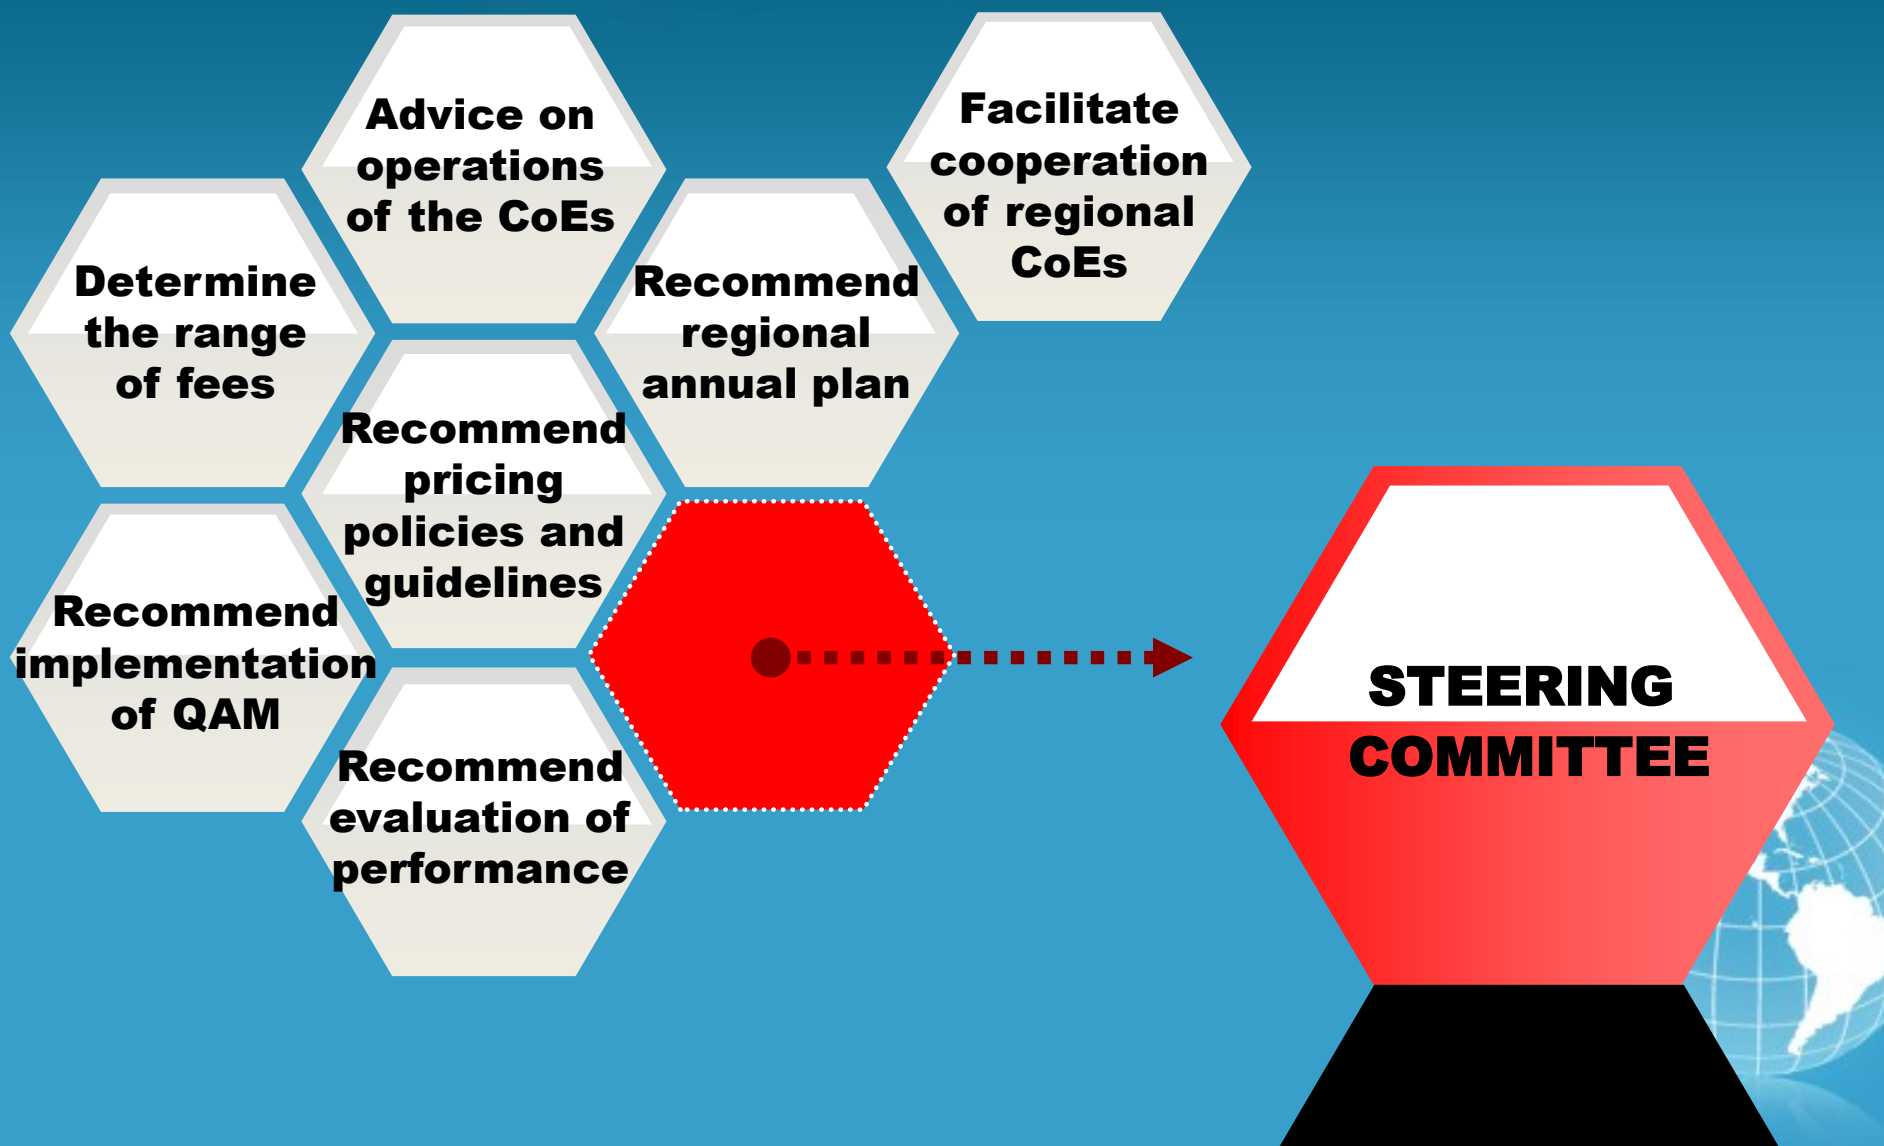 Advice on
operations
of the CoEs
Facilitate
cooperation
of regional
CoEs
Determine
the range
of fees
Recommend
regional
annual plan
Recommend
pricing
policies and
guidelines
Recommend
implementation
of QAM
Recommend
evaluation of
performance
STEERING
COMMITTEE